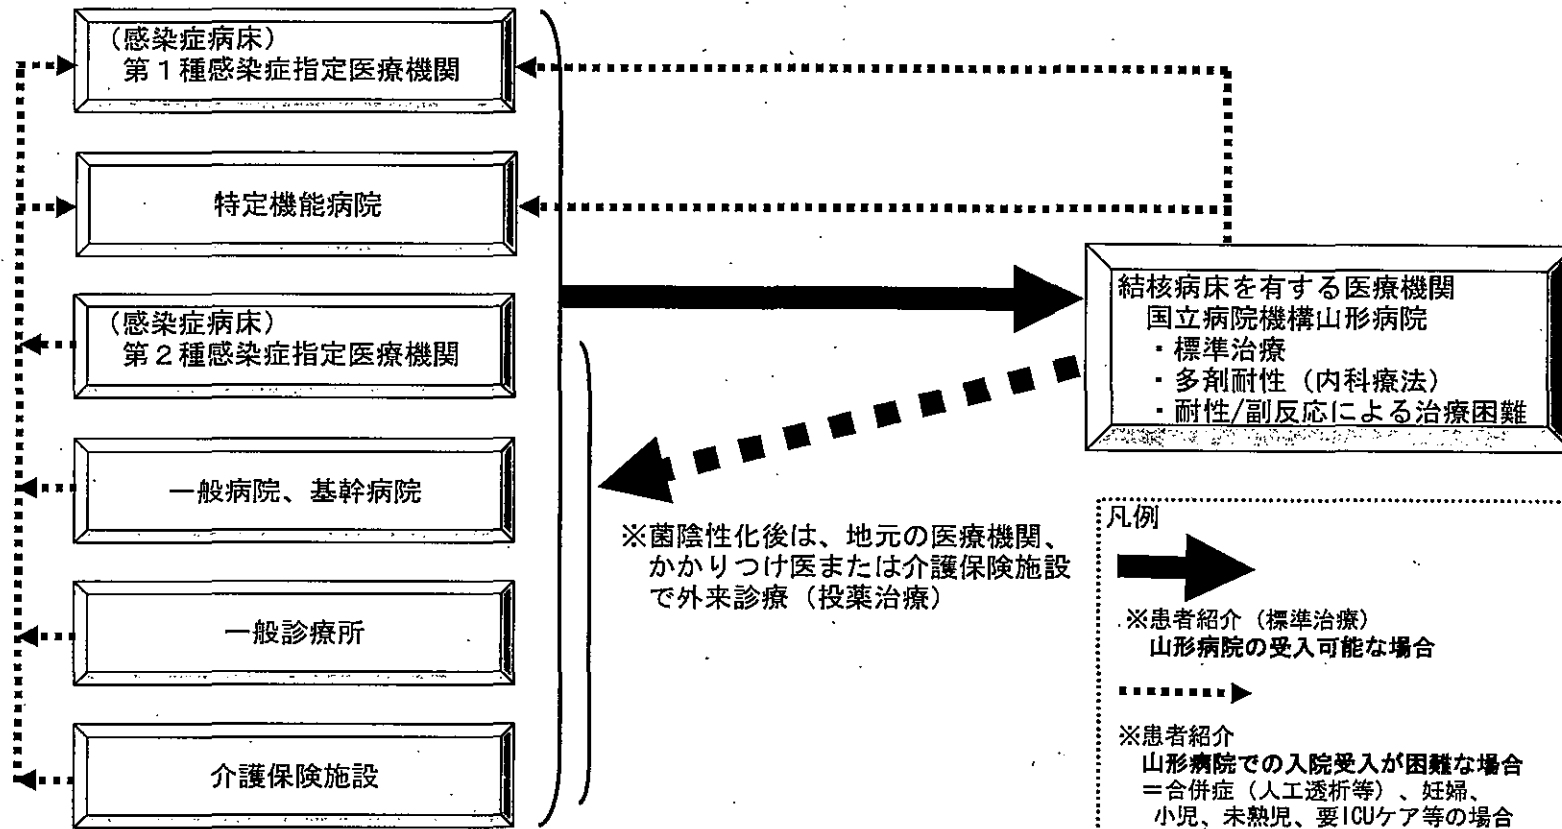 (感染症病床)
第1種感染症指定医療機関
特定機能病院
(感染症病床)
第2種感染症指定医療機関
一般病院、基幹病院
一般診療所
介護保険施設
結核病床を有する医療機関
国立病院機構山形病院
・標準治療
・多剤耐性(内科療法)
・耐性/副反応による治療困難
※菌陰性化後は、地元の医療機関、
かかりつけ医または介護保険施設
で外来診療(投薬治療)
凡例
※患者紹介(標準治療)
山形病院の受入可能な場合
※患者紹介
山形病院での入院受入が困難な場合
=合併症(人工透析等)、妊婦、
小児、未熟児、要ICUケア等の場合